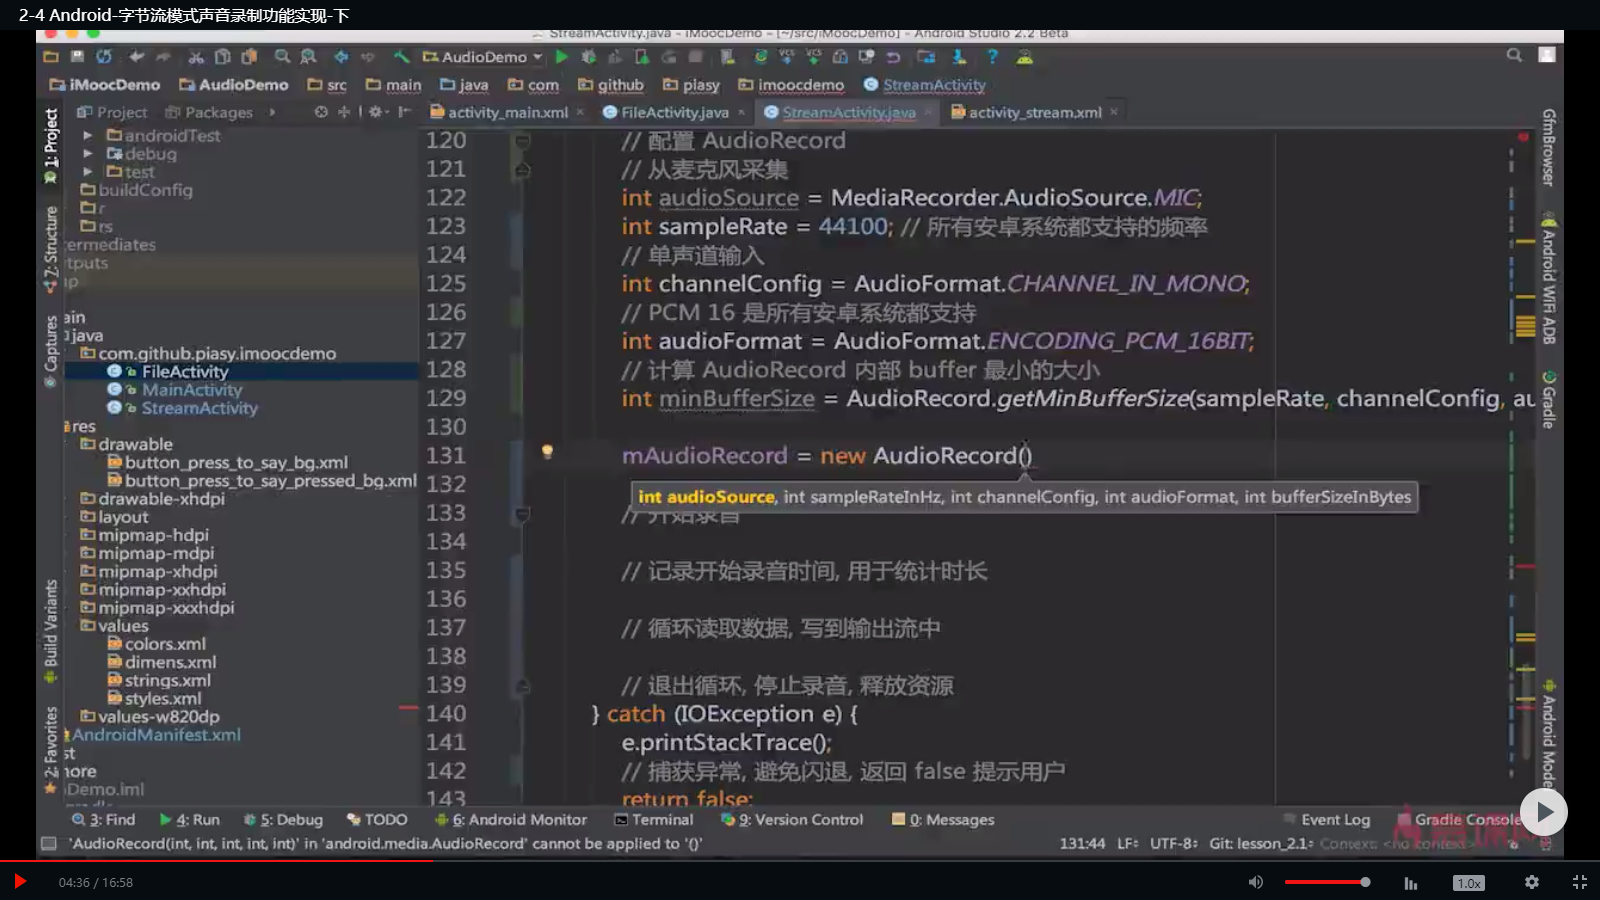 2-4 Android-字节流模式声音录制功能实现-下
StreamActivity.java - iMoocDemo - [~/src/iMoocDemo] - Android Studio 2.2 Beta
AudioDemo
iMoocDemo AudioDemo src main java com github piasy imoocdemo StreamActivity
Project Packages
activity_main.xml FileActivity.java StreamActivity.java activity_stream.xml
1: Project
Z: Structure
Captures
Build Variants
2: Favorites
androidTest
debug
test
buildConfig
r
rs
termediates
tputs
ain
java
com.github.piasy.imoocdemo
FileActivity
MainActivity
StreamActivity
res
drawable
button_press_to_say_bg.xml
button_press_to_say_pressed_bg.xml
drawable-xhdpi
layout
mipmap-hdpi
mipmap-mdpi
mipmap-xhdpi
mipmap-xxhdpi
mipmap-xxxhdpi
values
colors.xml
dimens.xml
strings.xml
styles.xml
values-w820dp
AndroidManifest.xml
st
nore
Demo.iml
120 // 配置 AudioRecord
121 // 从麦克风采集
122 int audioSource = MediaRecorder.AudioSource.MIC;
123 int sampleRate = 44100; // 所有安卓系统都支持的频率
124 // 单声道输入
125 int channelConfig = AudioFormat.CHANNEL_IN_MONO;
126 // PCM 16 是所有安卓系统都支持
127 int audioFormat = AudioFormat.ENCODING_PCM_16BIT;
128 // 计算 AudioRecord 内部 buffer 最小的大小
129 int minBufferSize = AudioRecord.getMinBufferSize(sampleRate, channelConfig, au
130
131 mAudioRecord = new AudioRecord()
132
int audioSource, int sampleRateInHz, int channelConfig, int audioFormat, int bufferSizeInBytes
133 // 开始录音
134
135 // 记录开始录音时间, 用于统计时长
136
137 // 循环读取数据, 写到输出流中
138
139 // 退出循环, 停止录音, 释放资源
140 } catch (IOException e) {
141 e.printStackTrace();
142 // 捕获异常, 避免闪退, 返回 false 提示用户
143 return false;
GfmBrowser
Android WiFi ADB
Gradle
Android Model
3: Find 4: Run 5: Debug TODO 6: Android Monitor Terminal 9: Version Control 0: Messages Event Log Gradle Console
'AudioRecord(int, int, int, int, int)' in 'android.media.AudioRecord' cannot be applied to '()' 131:44 LF UTF-8 Git: lesson_2.1 Context: <no context>
04:36 / 16:58 1.0x